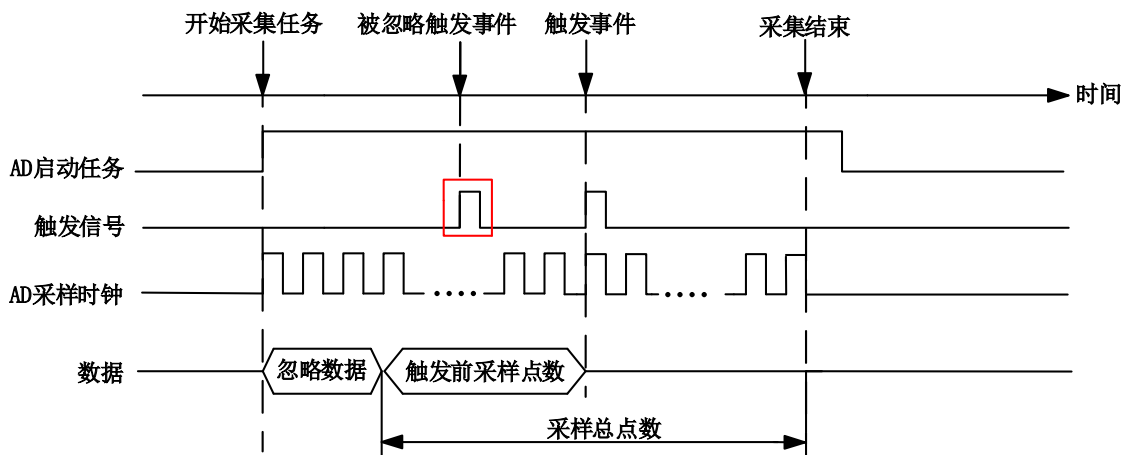 开始采集任务
被忽略触发事件
触发事件
采集结束
时间
AD启动任务
触发信号
AD采样时钟
数据
忽略数据
触发前采样点数
采样总点数